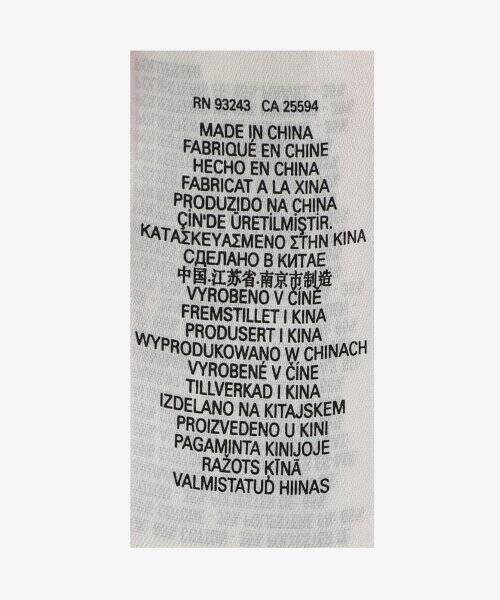 RN 93243 CA 25594
MADE IN CHINA
FABRIQUÉ EN CHINE
HECHO EN CHINA
FABRICAT A LA XINA
PRODUZIDO NA CHINA
ÇİN'DE ÜRETİLMİŞTİR.
ΚΑΤΑΣΚΕΥΑΣΜΕΝΟ ΣΤΗΝ ΚΙΝΑ
СДЕЛАНО В КИТАЕ
中国.江苏省.南京市制造
VYROBENO V ČÍNĚ
FREMSTILLET I KINA
PRODUSERT I KINA
WYPRODUKOWANO W CHINACH
VYROBENÉ V ČÍNE
TILLVERKAD I KINA
IZDELANO NA KITAJSKEM
PROIZVEDENO U KINI
PAGAMINTA KINIJOJE
RAŽOTS ĶĪNĀ
VALMISTATUD HIINAS